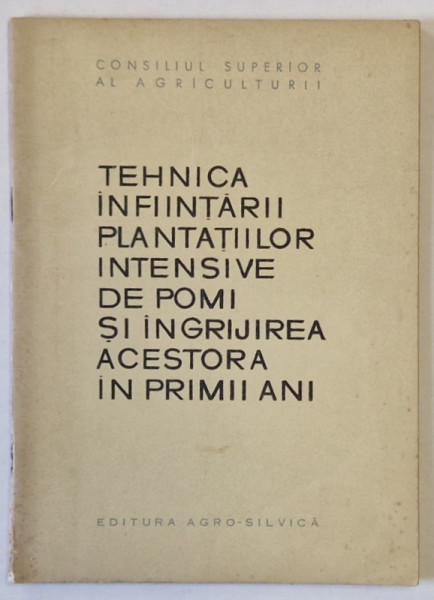 CONSILIUL SUPERIOR
AL AGRICULTURII
TEHNICA
ÎNFIINȚĂRII
PLANTAȚIILOR
INTENSIVE
DE POMI
ȘI ÎNGRIJIREA
ACESTORA
ÎN PRIMII ANI
EDITURA AGRO-SILVICĂ